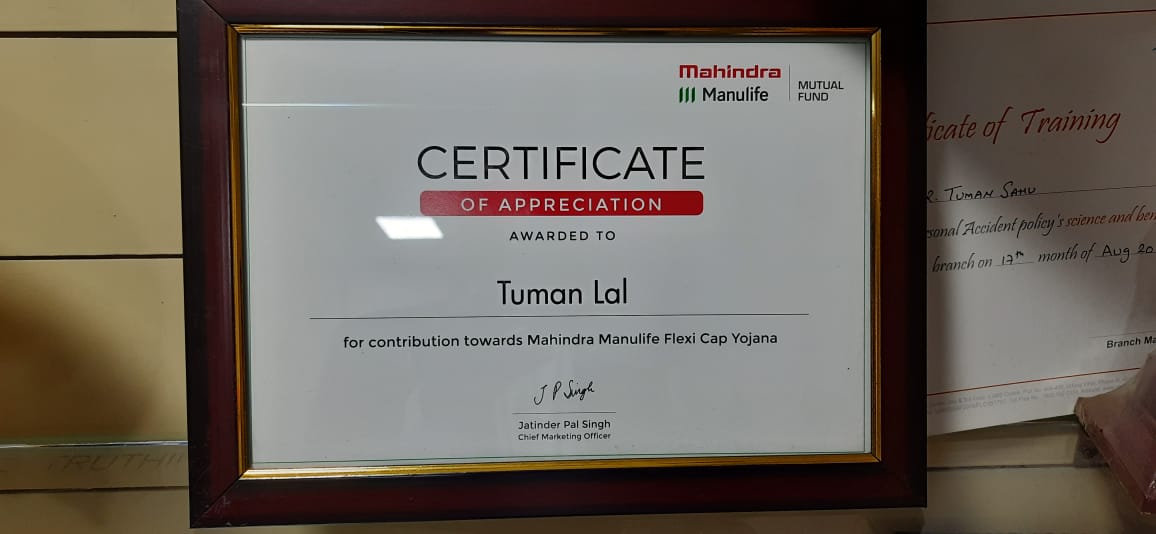 Mahindra
Manulife
MUTUAL
FUND
CERTIFICATE
OF APPRECIATION
AWARDED TO
Tuman Lal
for contribution towards Mahindra Manulife Flexi Cap Yojana
J P Singh
Jatinder Pal Singh
Chief Marketing Officer
icate of Training
R. TUMAN SAHU
sonal Accident policy's science and ben
branch on 17th month of Aug 20
Branch Ma
TRUTH